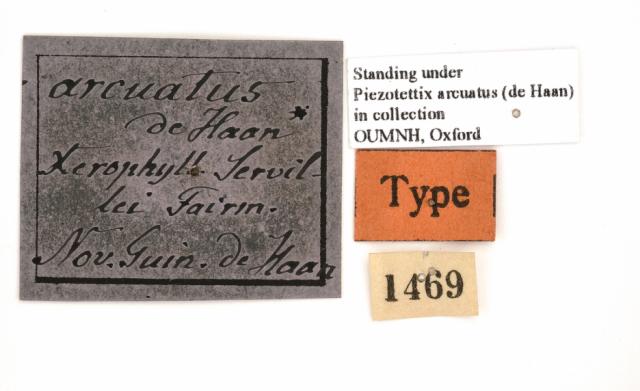 arcuatus
de Haan *
Xerophyll. Servil-
lei Fairm.
Nov. Guin. de Haan
Standing under
Piezotettix arcuatus (de Haan)
in collection
OUMNH, Oxford
Type
1469